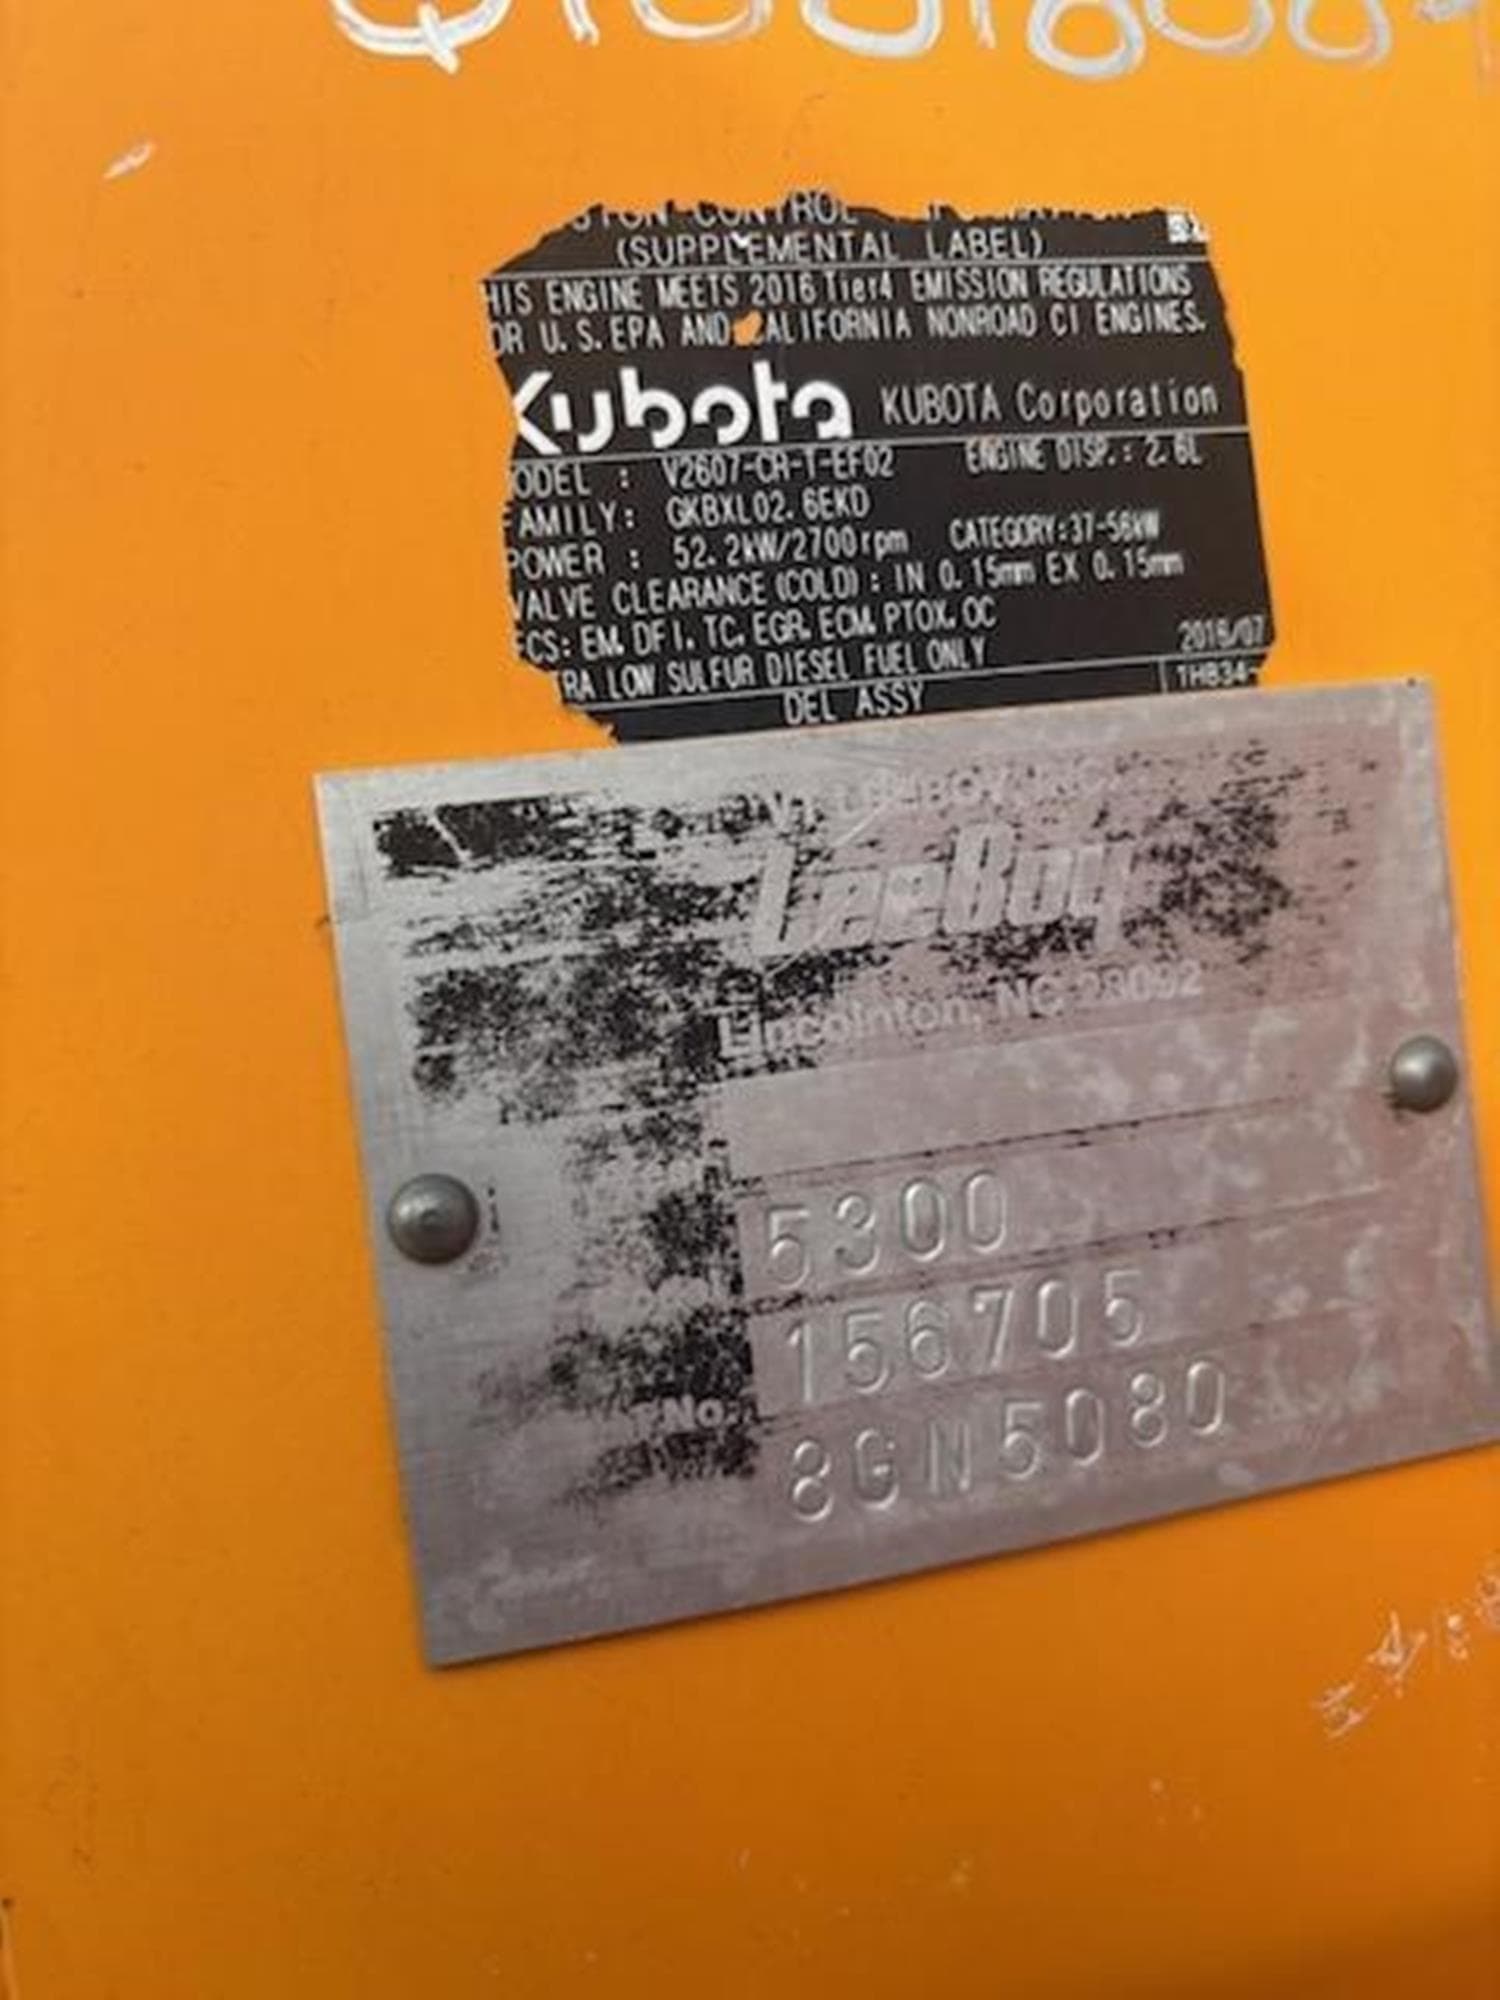 CONTROL
(SUPPLEMENTAL LABEL)
HIS ENGINE MEETS 2016 Tier4 EMISSION REGULATIONS
OR U.S.EPA AND CALIFORNIA NONROAD CI ENGINES.
Kubota KUBOTA Corporation
ODEL : V2607-CR-T-EF02 ENGINE DISP.: 2.6L
FAMILY: GKBXL02.6EKD
POWER : 52.2kW/2700rpm CATEGORY:37-56kW
VALVE CLEARANCE (COLD) : IN 0.15mm EX 0.15mm
ECS: EM, DFI, TC, EGR, ECM, PTOX, OC
2016/07
RA LOW SULFUR DIESEL FUEL ONLY
DEL ASSY
1HB34-
LeeBoy
Lincolnton, NC 28092
5300
156705
No.
8GN5080